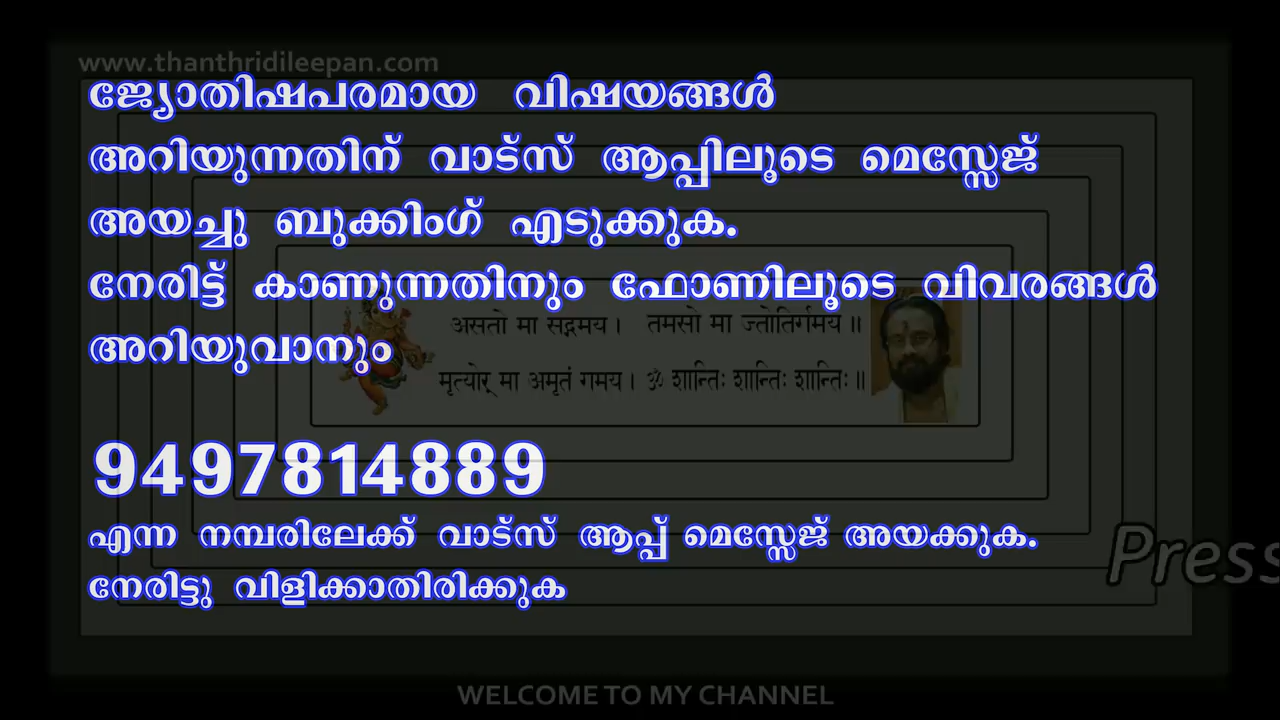 www.thanthridileepan.com
ജ്യോതിഷപരമായ വിഷയങ്ങൾ
അറിയുന്നതിന് വാട്സ് ആപ്പിലൂടെ മെസ്സേജ്
അയച്ചു ബുക്കിംഗ് എടുക്കുക.
നേരിട്ട് കാണുന്നതിനും ഫോണിലൂടെ വിവരങ്ങൾ
असतो मा सद्गमय। तमसो मा ज्योतिर्गमय॥
അറിയുവാനും
मृत्योर् मा अमृतं गमय। ॐ शान्तिः शान्तिः शान्तिः॥
9497814889
എന്ന നമ്പരിലേക്ക് വാട്സ് ആപ്പ് മെസ്സേജ് അയക്കുക.
Press
നേരിട്ടു വിളിക്കാതിരിക്കുക
WELCOME TO MY CHANNEL